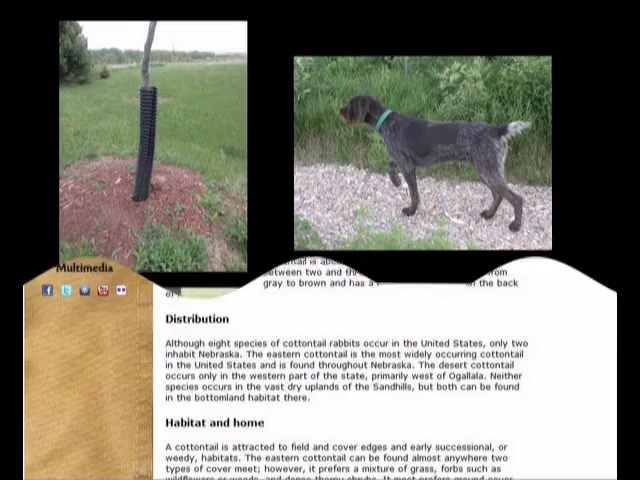 Multimedia
between two and
from
gray to brown and has a
the back
Distribution
Although eight species of cottontail rabbits occur in the United States, only two
inhabit Nebraska. The eastern cottontail is the most widely occurring cottontail
in the United States and is found throughout Nebraska. The desert cottontail
occurs only in the western part of the state, primarily west of Ogallala. Neither
species occurs in the vast dry uplands of the Sandhills, but both can be found
in the bottomland habitat there.
Habitat and home
A cottontail is attracted to field and cover edges and early successional, or
weedy, habitats. The eastern cottontail can be found almost anywhere two
types of cover meet; however, it prefers a mixture of grass, forbs such as